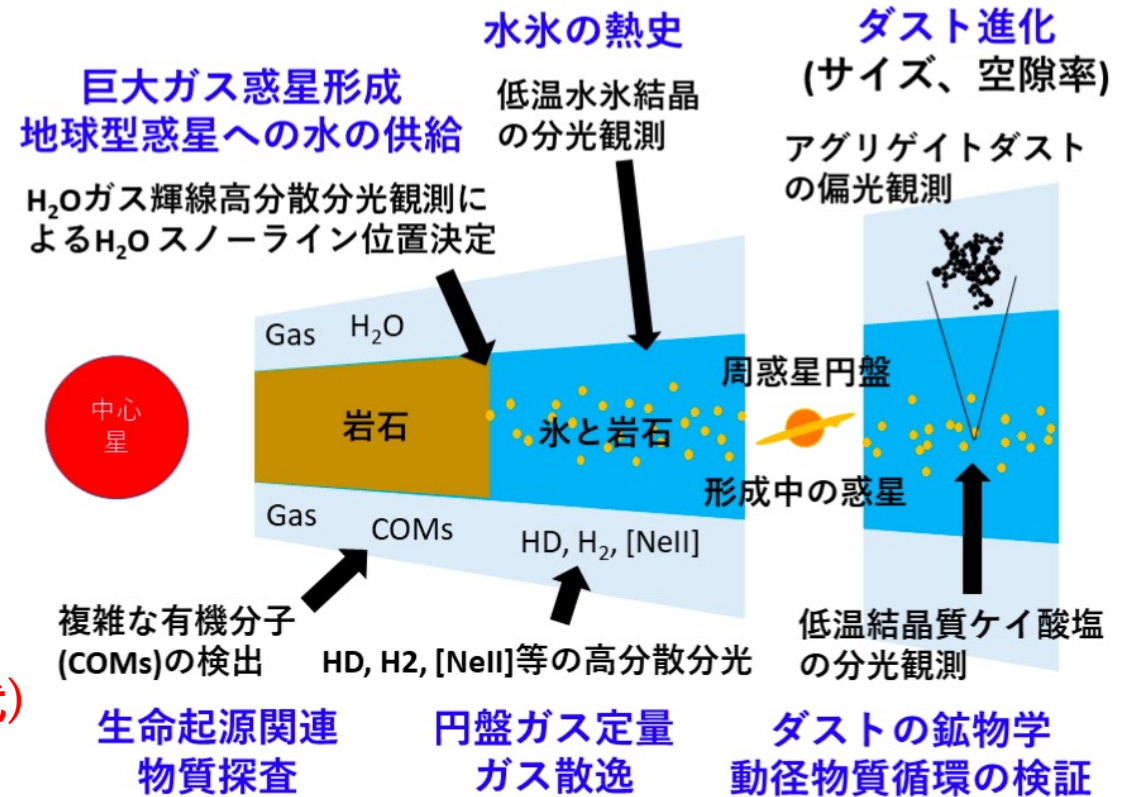 水氷の熱史
ダスト進化
(サイズ、空隙率)
巨大ガス惑星形成
地球型惑星への水の供給
低温水氷結晶
の分光観測
アグリゲイトダスト
の偏光観測
H₂Oガス輝線高分散分光観測に
よるH₂O スノーライン位置決定
Gas
H₂O
中心
星
岩石
氷と岩石
周惑星円盤
形成中の惑星
Gas
COMs
HD, H₂, [NeII]
複雑な有機分子
(COMs)の検出
HD, H2, [NeII]等の高分散分光
低温結晶質ケイ酸塩
の分光観測
)
生命起源関連
物質探査
円盤ガス定量
ガス散逸
ダストの鉱物学
動径物質循環の検証